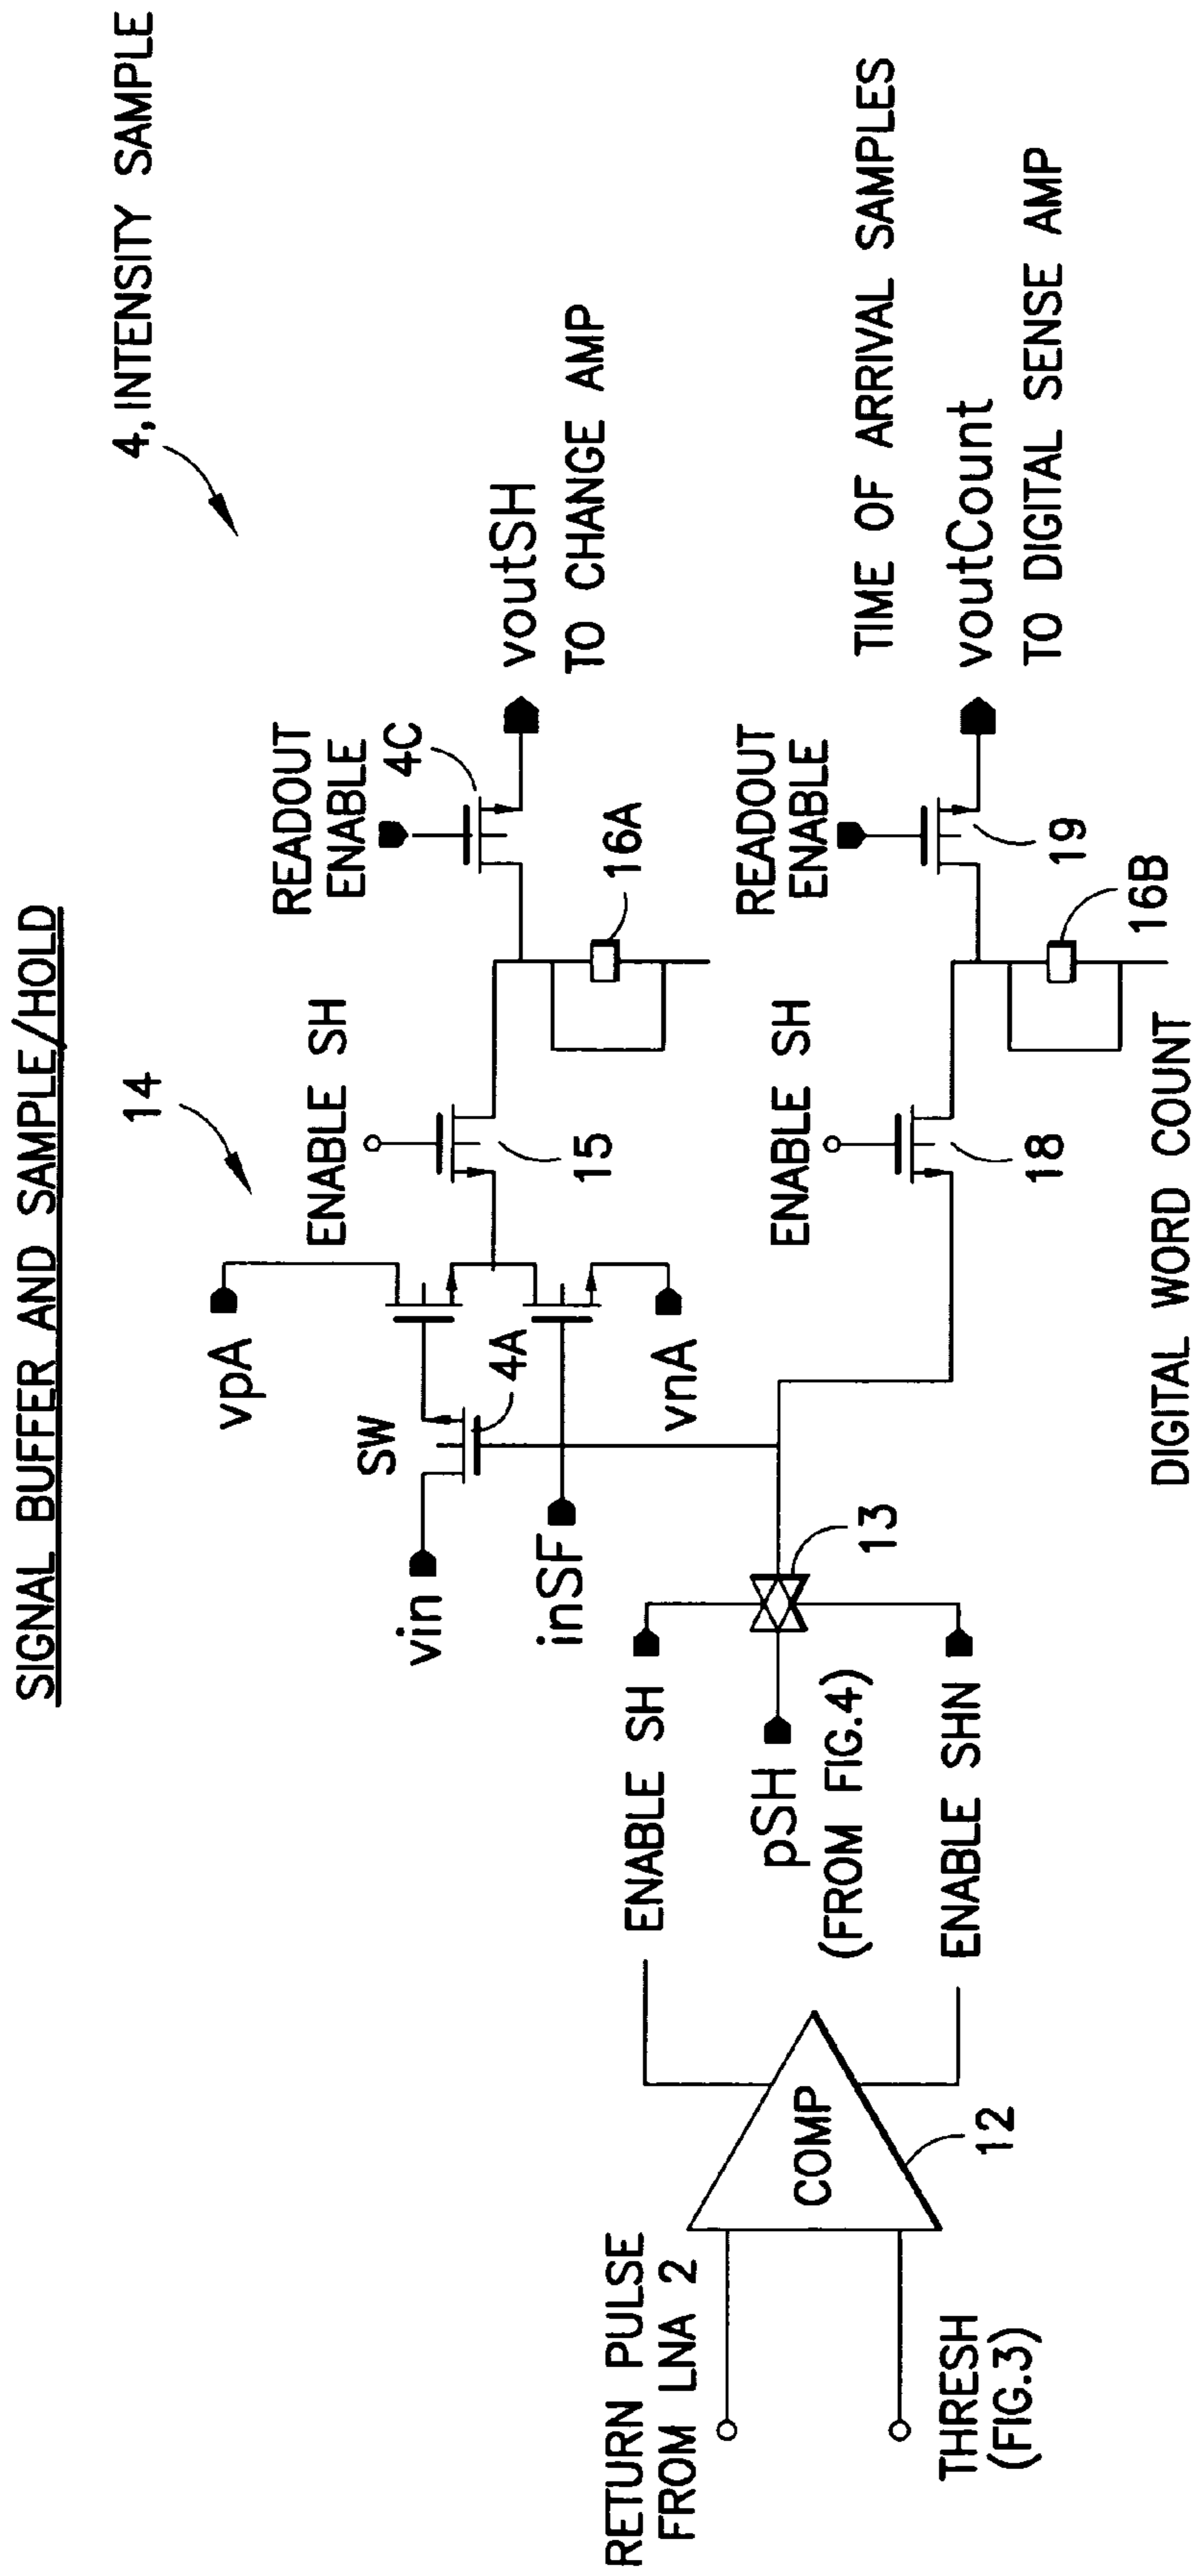 SIGNAL BUFFER AND SAMPLE/HOLD
4, INTENSITY SAMPLE
14
vpA
SW
vin
4A
inSF
vnA
ENABLE SH
15
READOUT
ENABLE
4C
16A
voutSH
TO CHANGE AMP
RETURN PULSE
FROM LNA 2
THRESH
(FIG.3)
COMP
12
ENABLE SH
pSH
(FROM FIG.4)
ENABLE SHN
13
ENABLE SH
18
READOUT
ENABLE
19
16B
TIME OF ARRIVAL SAMPLES
voutCount
TO DIGITAL SENSE AMP
DIGITAL WORD COUNT